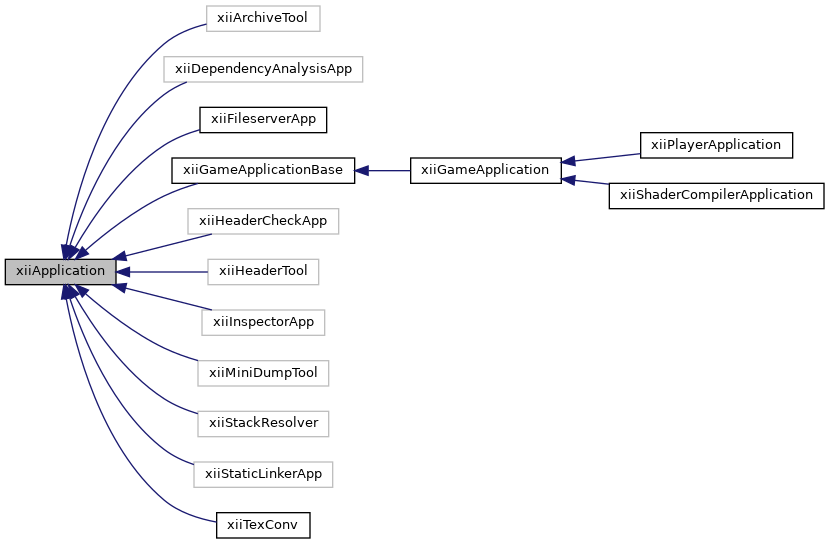 xiiArchiveTool
xiiDependencyAnalysisApp
xiiFileserverApp
xiiPlayerApplication
xiiGameApplicationBase
xiiGameApplication
xiiShaderCompilerApplication
xiiHeaderCheckApp
xiiApplication
xiiHeaderTool
xiiInspectorApp
xiiMiniDumpTool
xiiStackResolver
xiiStaticLinkerApp
xiiTexConv